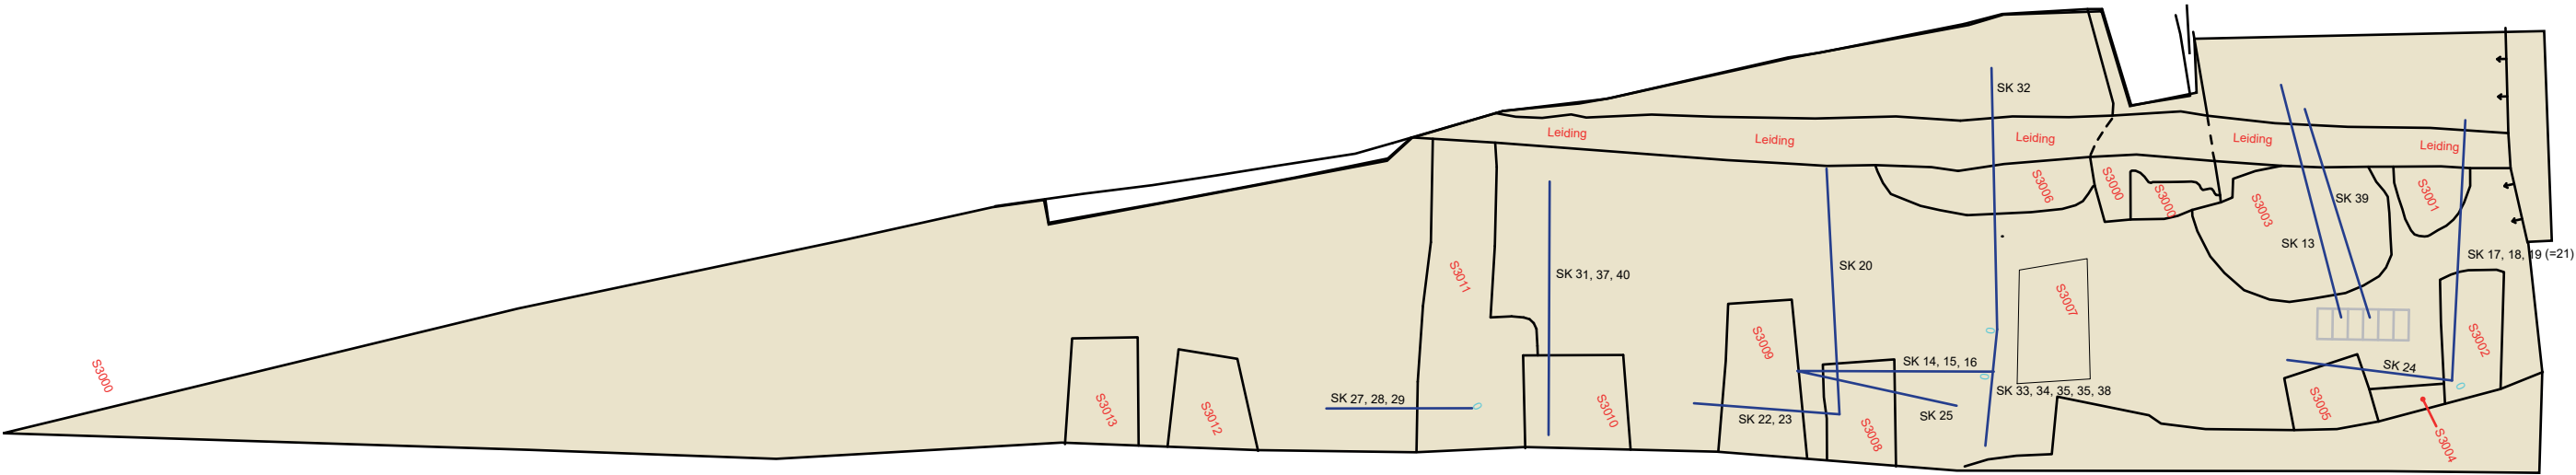 SK 32
Leiding
Leiding
Leiding
Leiding
Leiding
S3006
S3000
S3000
S3003
SK 39
S3001
SK 13
SK 17, 18, 19 (=21)
S3011
SK 31, 37, 40
SK 20
S3007
S3009
S3002
S3000
SK 14, 15, 16
SK 24
SK 33, 34, 35, 35, 38
SK 27, 28, 29
S3013
S3012
S3010
SK 22, 23
SK 25
S3005
S3008
S3004